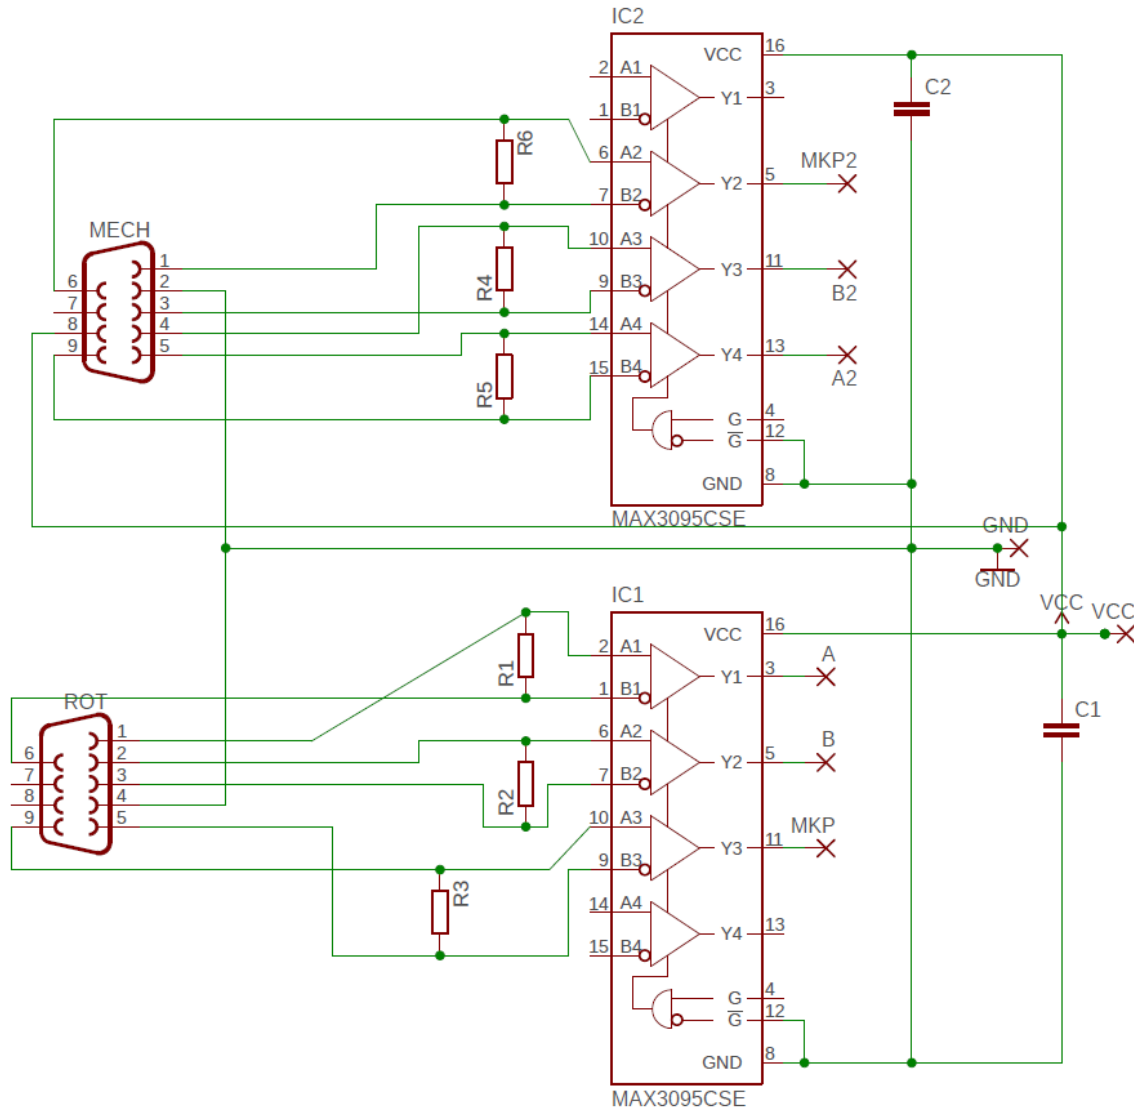 IC2
VCC 16
2 A1
Y1 3
1 B1
C2
R6
6 A2
MKP2
Y2 5
7 B2
MECH
10 A3
1
6
2
R4
9 B3
Y3 11
B2
7
3
8
4
14 A4
9
5
R5
15 B4
Y4 13
A2
G 4
G 12
GND 8
MAX3095CSE
GND
GND
IC1
VCC
VCC
VCC 16
2 A1
A
R1
Y1 3
1 B1
ROT
C1
1
6 A2
B
6
2
Y2 5
7
3
7 B2
R2
8
4
9
5
10 A3
MKP
Y3 11
9 B3
R3
14 A4
Y4 13
15 B4
G 4
G 12
GND 8
MAX3095CSE